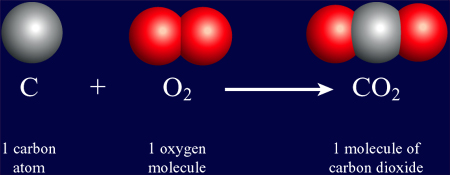 C + O₂ → CO₂
1 carbon atom
1 oxygen molecule
1 molecule of carbon dioxide